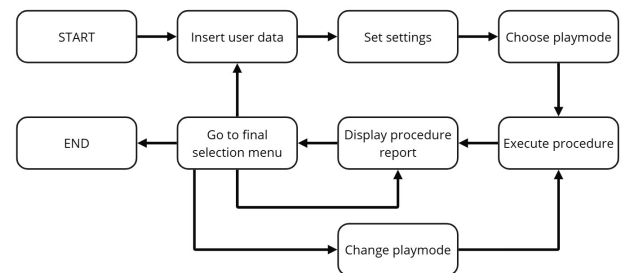 START
Insert user data
Set settings
Choose playmode
END
Go to final
selection menu
Display procedure
report
Execute procedure
Change playmode